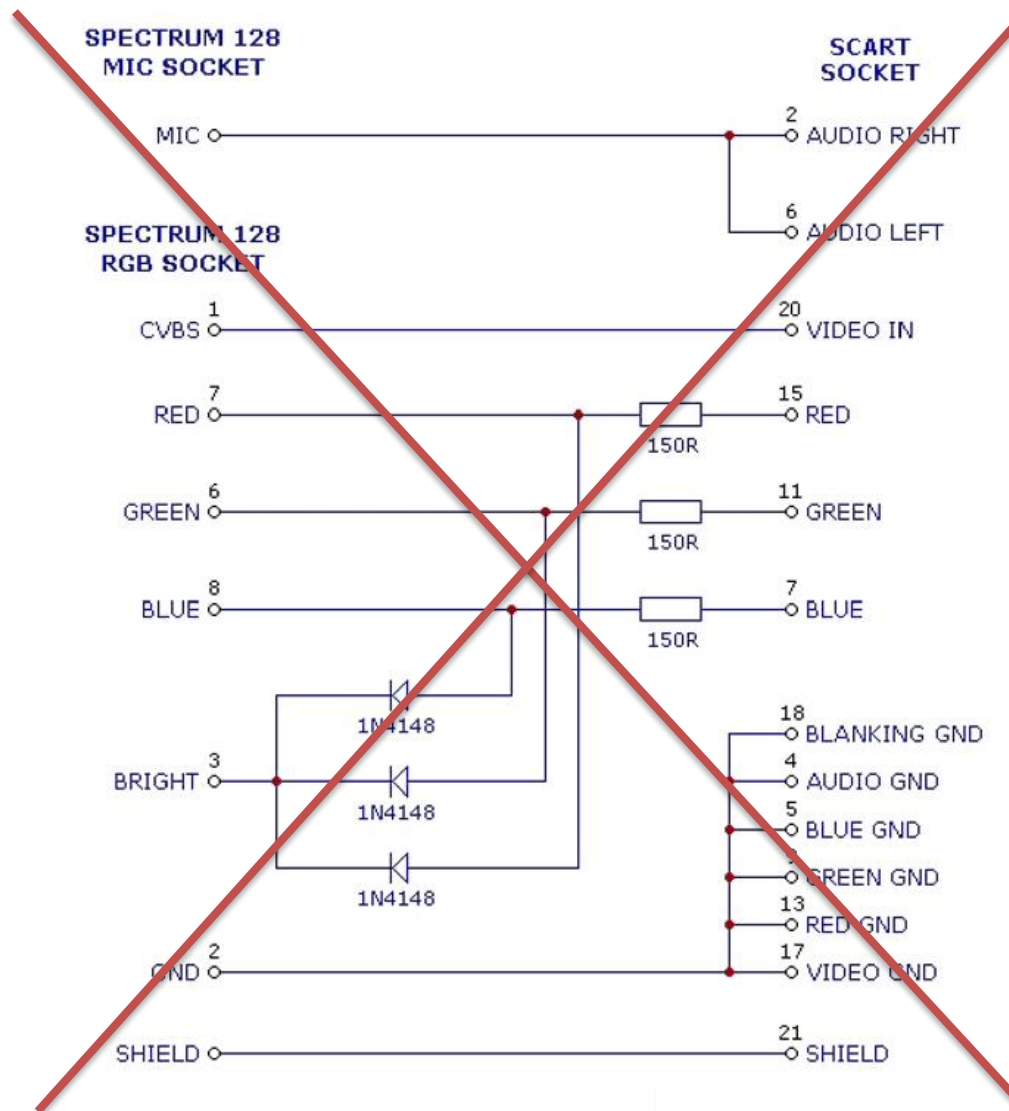 SPECTRUM 128
MIC SOCKET
SCART
SOCKET
MIC
2
AUDIO RIGHT
6
AUDIO LEFT
SPECTRUM 128
RGB SOCKET
CVBS
1
20
VIDEO IN
RED
7
15
RED
150R
GREEN
6
11
GREEN
150R
BLUE
8
7
BLUE
150R
1N4148
18
BLANKING GND
BRIGHT
3
4
AUDIO GND
1N4148
5
BLUE GND
9
GREEN GND
1N4148
13
RED GND
GND
2
17
VIDEO GND
SHIELD
21
SHIELD